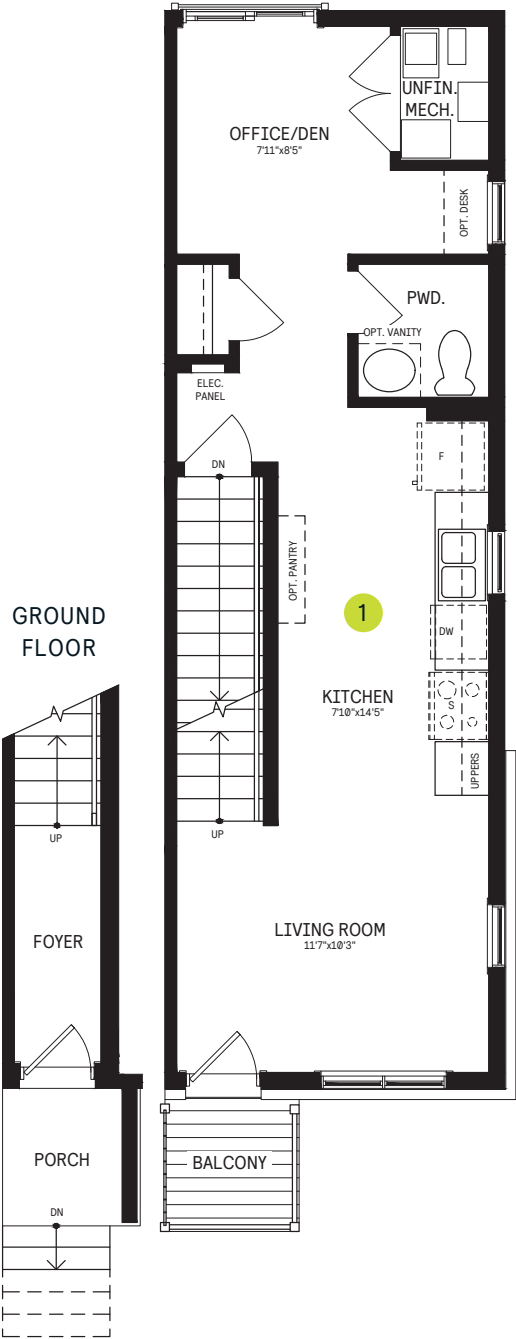 UNFIN.
MECH.
OFFICE/DEN
7'11"x8'5"
OPT. DESK
PWD.
OPT. VANITY
ELEC.
PANEL
DN
F
OPT. PANTRY
1
DW
KITCHEN
7'10"x14'5"
S
UPPERS
UP
LIVING ROOM
11'7"x10'3"
BALCONY
GROUND
FLOOR
UP
FOYER
PORCH
DN